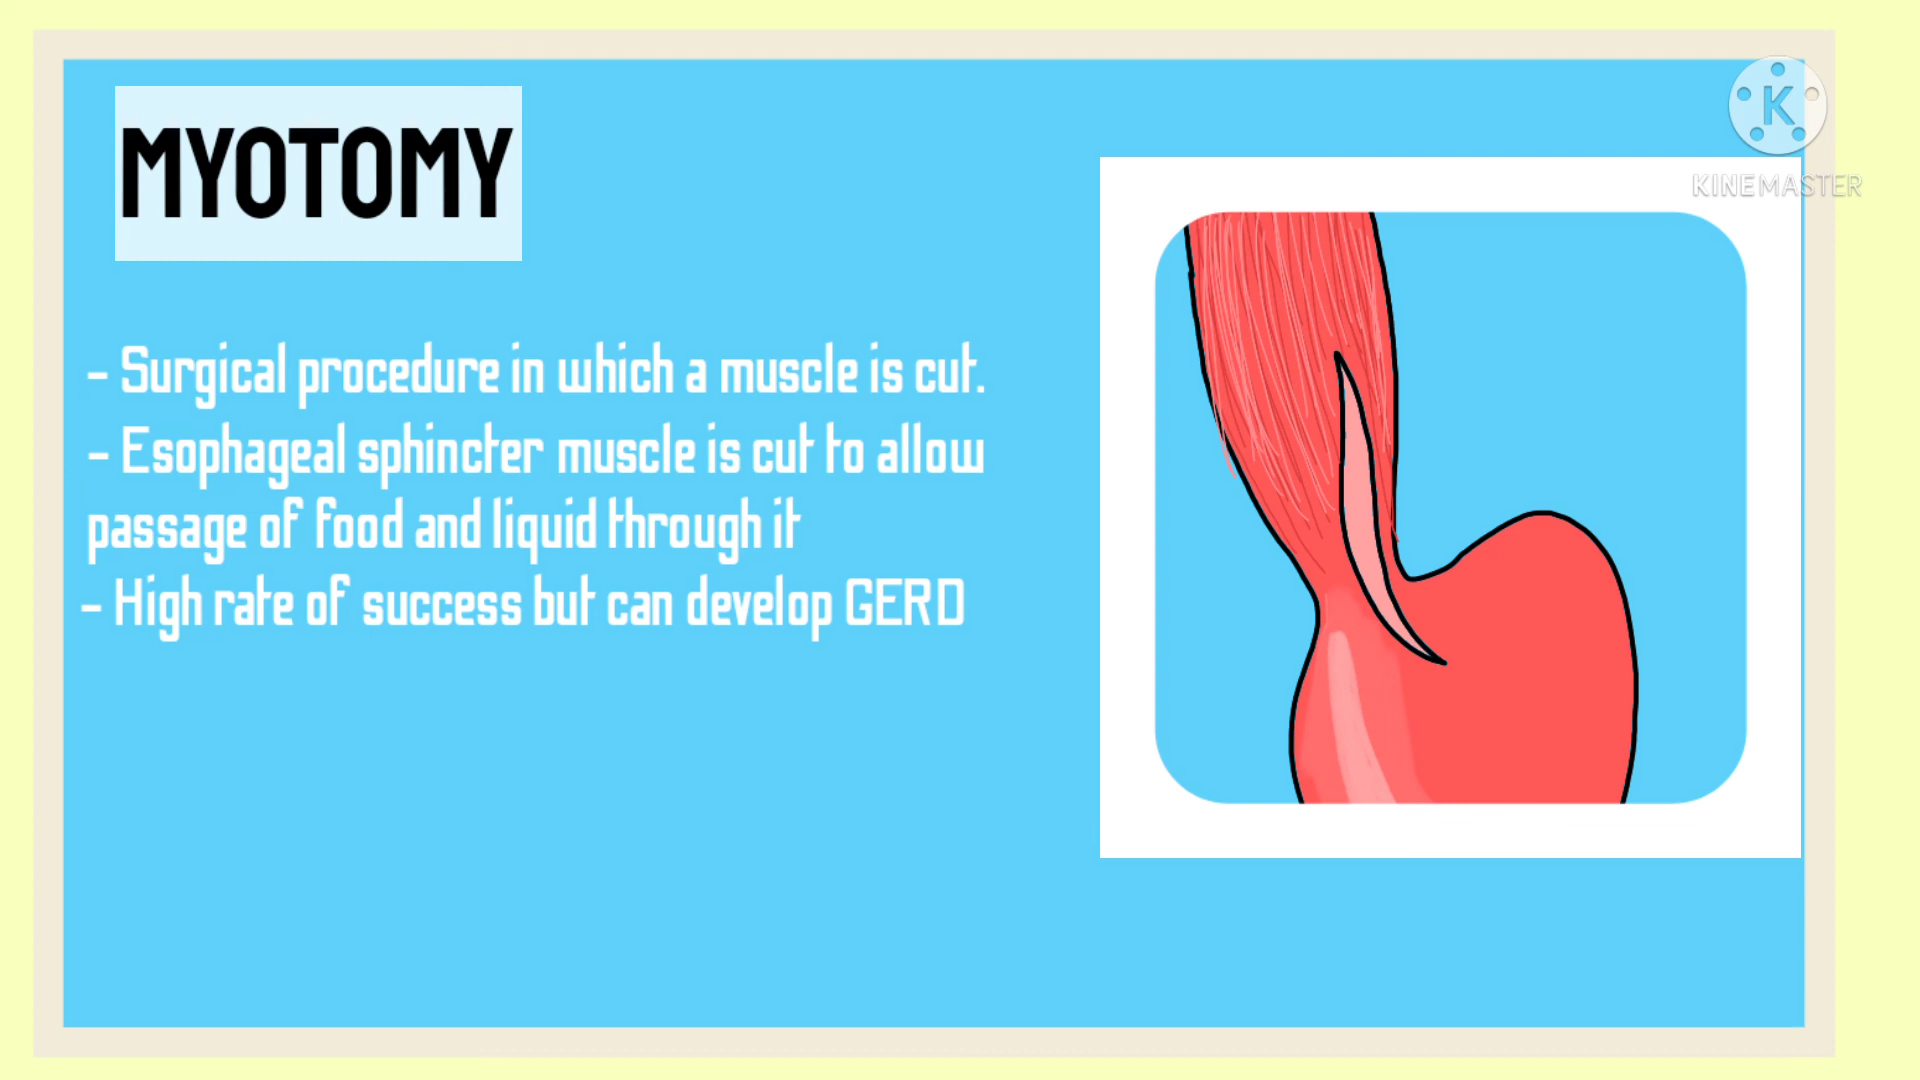 MYOTOMY
- Surgical procedure in which a muscle is cut.
- Esophageal sphincter muscle is cut to allow
passage of food and liquid through it
- High rate of success but can develop GERD
K
KINEMASTER